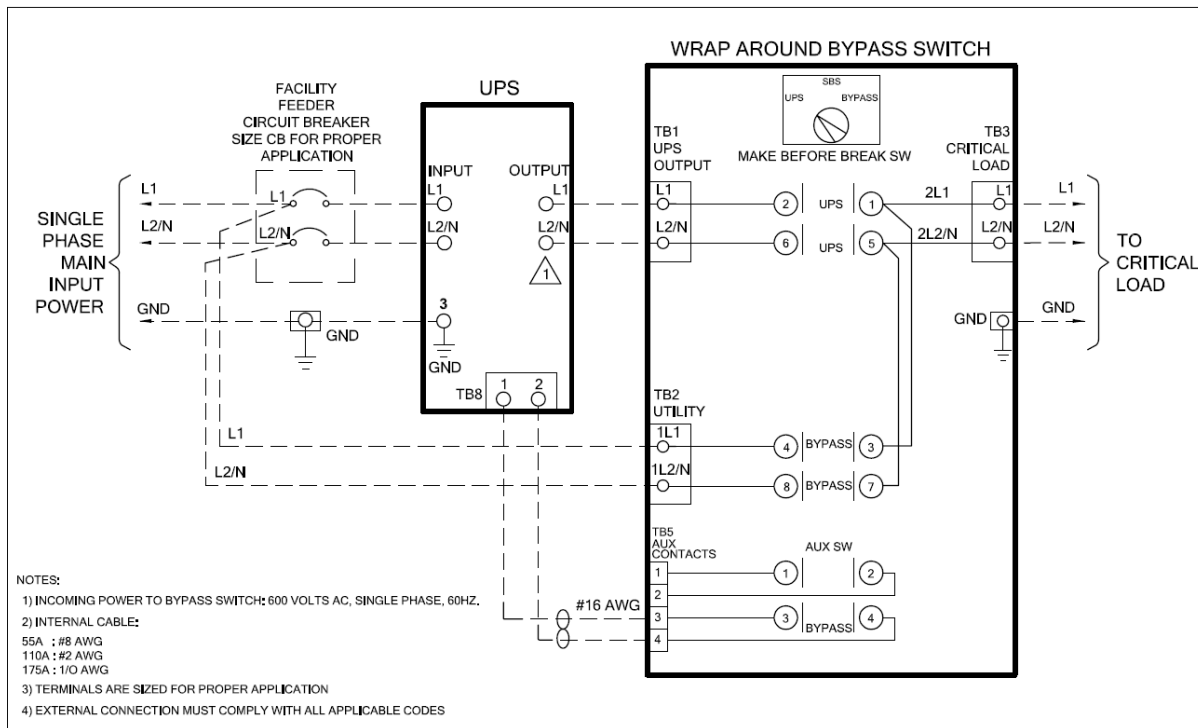 WRAP AROUND BYPASS SWITCH
UPS
FACILITY
FEEDER
CIRCUIT BREAKER
SIZE CB FOR PROPER
APPLICATION
SBS
UPS BYPASS
MAKE BEFORE BREAK SW
TB1
UPS
OUTPUT
TB3
CRITICAL
LOAD
INPUT OUTPUT
L1 L1 L1 L1 L1 2 UPS 1 2L1 L1 L1
L2/N L2/N L2/N L2/N L2/N 6 UPS 5 2L2/N L2/N L2/N
1
SINGLE
PHASE
MAIN
INPUT
POWER
TO
CRITICAL
LOAD
GND GND 3 GND GND GND
TB8 1 2
TB2
UTILITY
L1 1L1 4 BYPASS 3
L2/N 1L2/N 8 BYPASS 7
TB5
AUX
CONTACTS
AUX SW
1 1 2
2
#16 AWG 3 3 BYPASS 4
4
NOTES:
1) INCOMING POWER TO BYPASS SWITCH: 600 VOLTS AC, SINGLE PHASE, 60HZ.
2) INTERNAL CABLE:
55A : #8 AWG
110A : #2 AWG
175A : 1/O AWG
3) TERMINALS ARE SIZED FOR PROPER APPLICATION
4) EXTERNAL CONNECTION MUST COMPLY WITH ALL APPLICABLE CODES